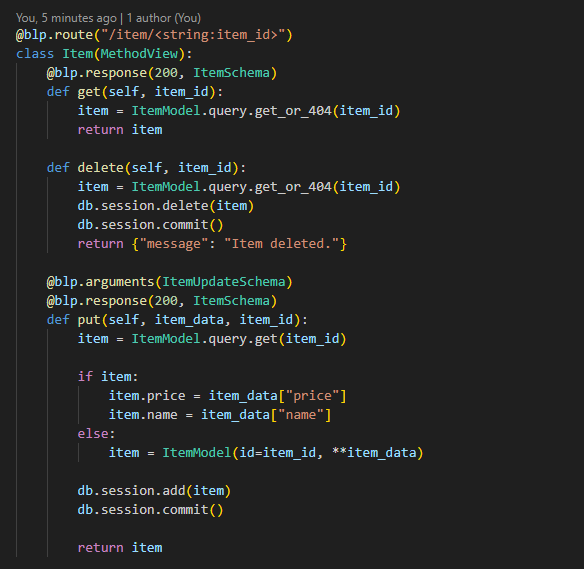 You, 5 minutes ago | 1 author (You)
@blp.route("/item/<string:item_id>")
class Item(MethodView):
    @blp.response(200, ItemSchema)
    def get(self, item_id):
        item = ItemModel.query.get_or_404(item_id)
        return item

    def delete(self, item_id):
        item = ItemModel.query.get_or_404(item_id)
        db.session.delete(item)
        db.session.commit()
        return {"message": "Item deleted."}

    @blp.arguments(ItemUpdateSchema)
    @blp.response(200, ItemSchema)
    def put(self, item_data, item_id):
        item = ItemModel.query.get(item_id)

        if item:
            item.price = item_data["price"]
            item.name = item_data["name"]
        else:
            item = ItemModel(id=item_id, **item_data)

        db.session.add(item)
        db.session.commit()

        return item